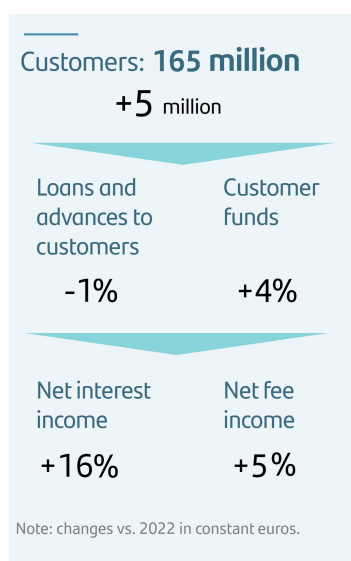 Customers: 165 million
+5 million
Loans and advances to customers
Customer funds
-1%
+4%
Net interest income
Net fee income
+16%
+5%
Note: changes vs. 2022 in constant euros.